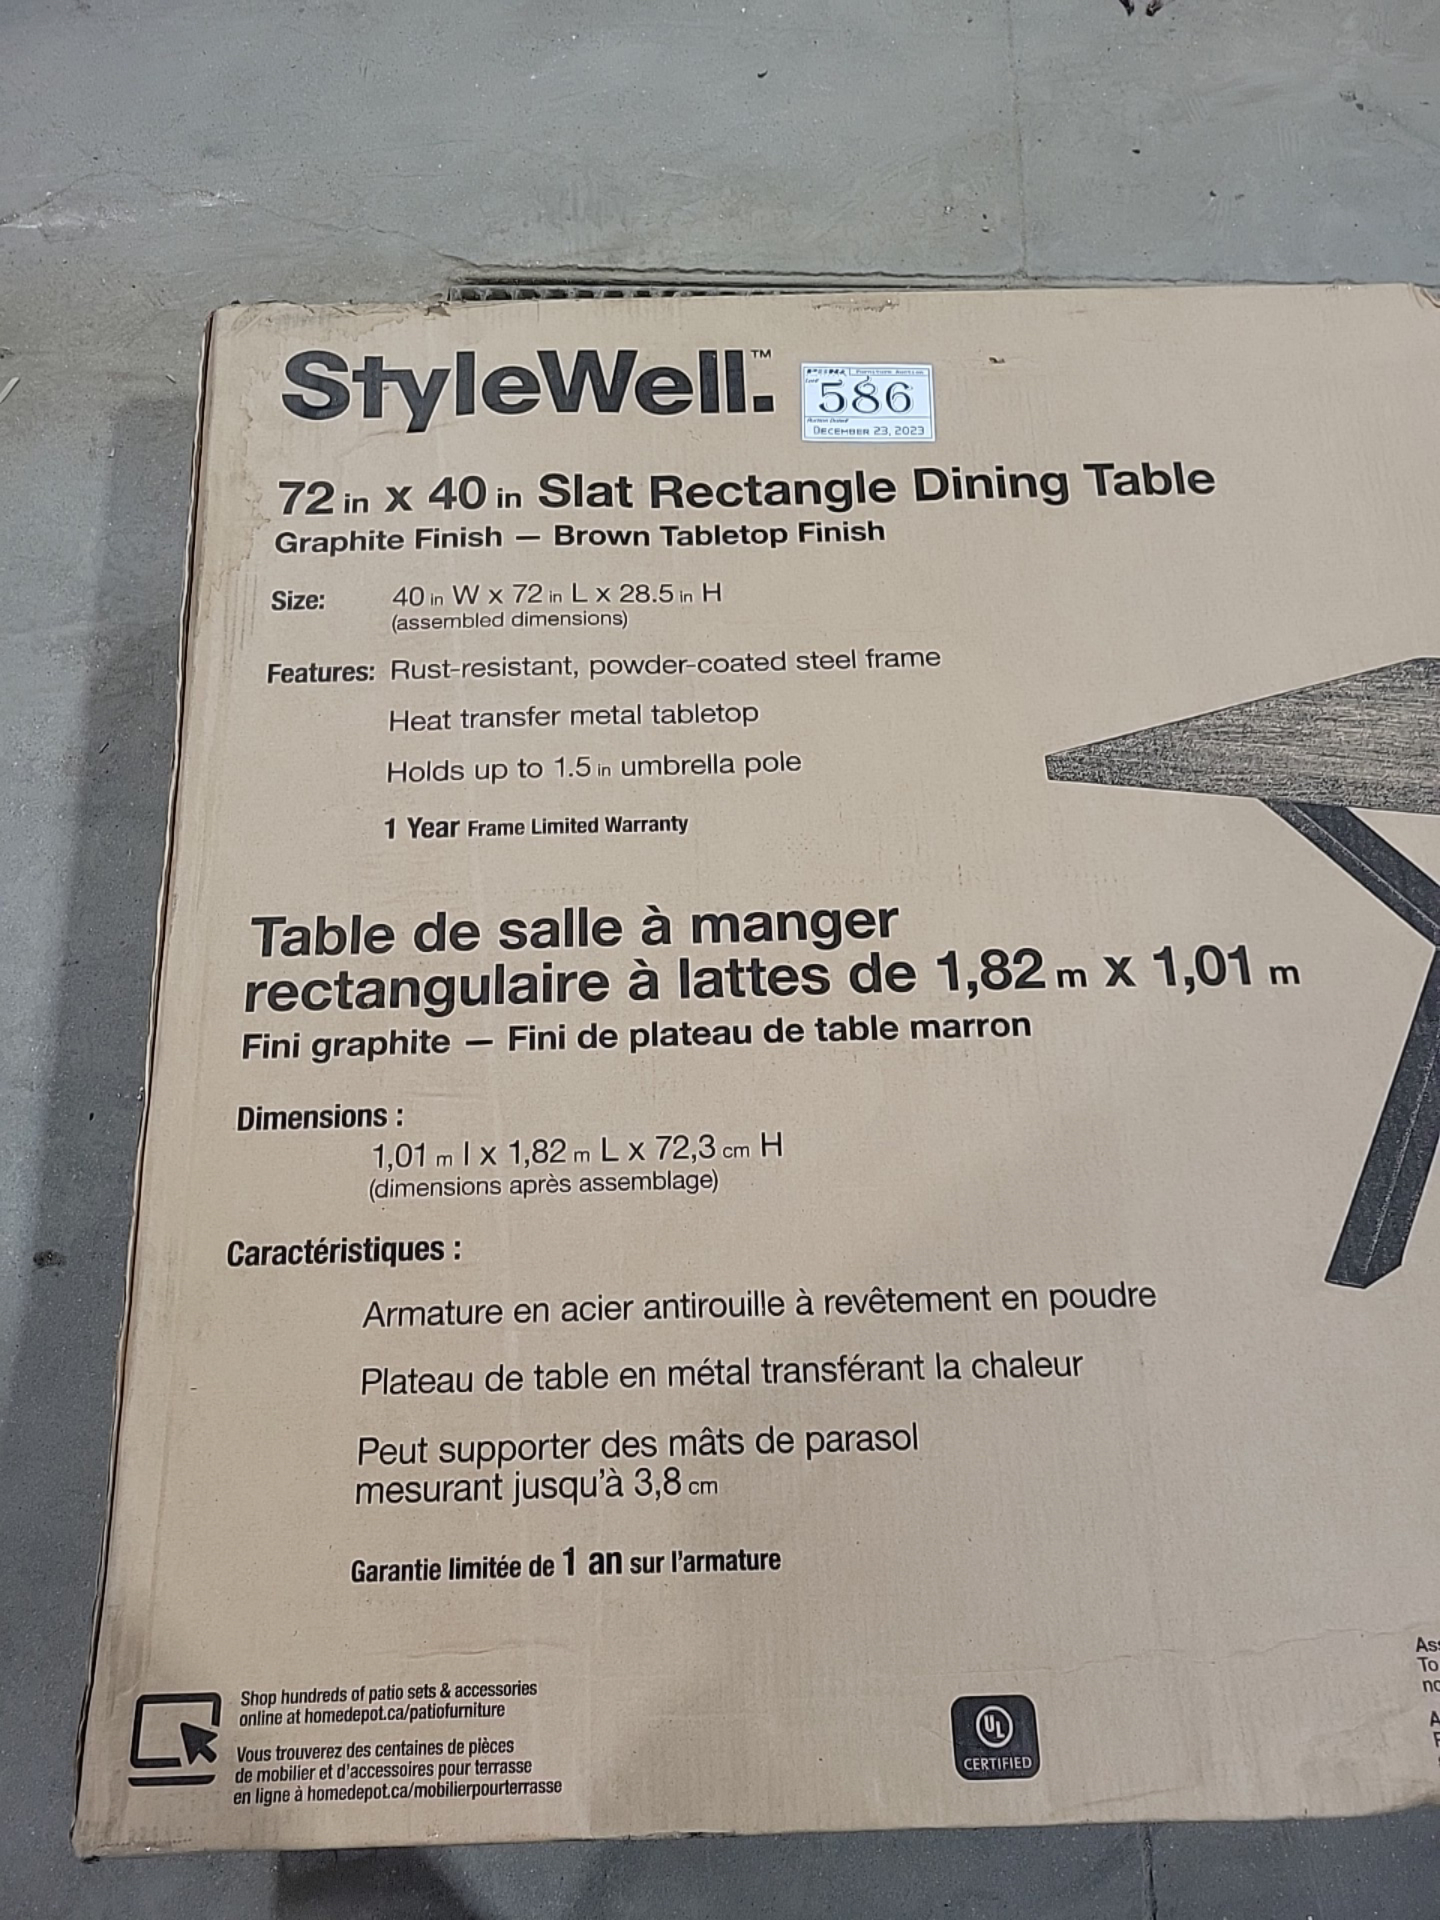 StyleWell.™
Furniture Auction
Lot#
586
December 23, 2023
72 in x 40 in Slat Rectangle Dining Table
Graphite Finish — Brown Tabletop Finish
Size: 40 in W x 72 in L x 28.5 in H
(assembled dimensions)
Features: Rust-resistant, powder-coated steel frame
Heat transfer metal tabletop
Holds up to 1.5 in umbrella pole
1 Year Frame Limited Warranty
Table de salle à manger
rectangulaire à lattes de 1,82 m x 1,01 m
Fini graphite — Fini de plateau de table marron
Dimensions :
1,01 m l x 1,82 m L x 72,3 cm H
(dimensions après assemblage)
Caractéristiques :
Armature en acier antirouille à revêtement en poudre
Plateau de table en métal transférant la chaleur
Peut supporter des mâts de parasol
mesurant jusqu'à 3,8 cm
Garantie limitée de 1 an sur l'armature
Shop hundreds of patio sets & accessories
online at homedepot.ca/patiofurniture
Vous trouverez des centaines de pièces
de mobilier et d'accessoires pour terrasse
en ligne à homedepot.ca/mobilierpourterrasse
UL
CERTIFIED
To